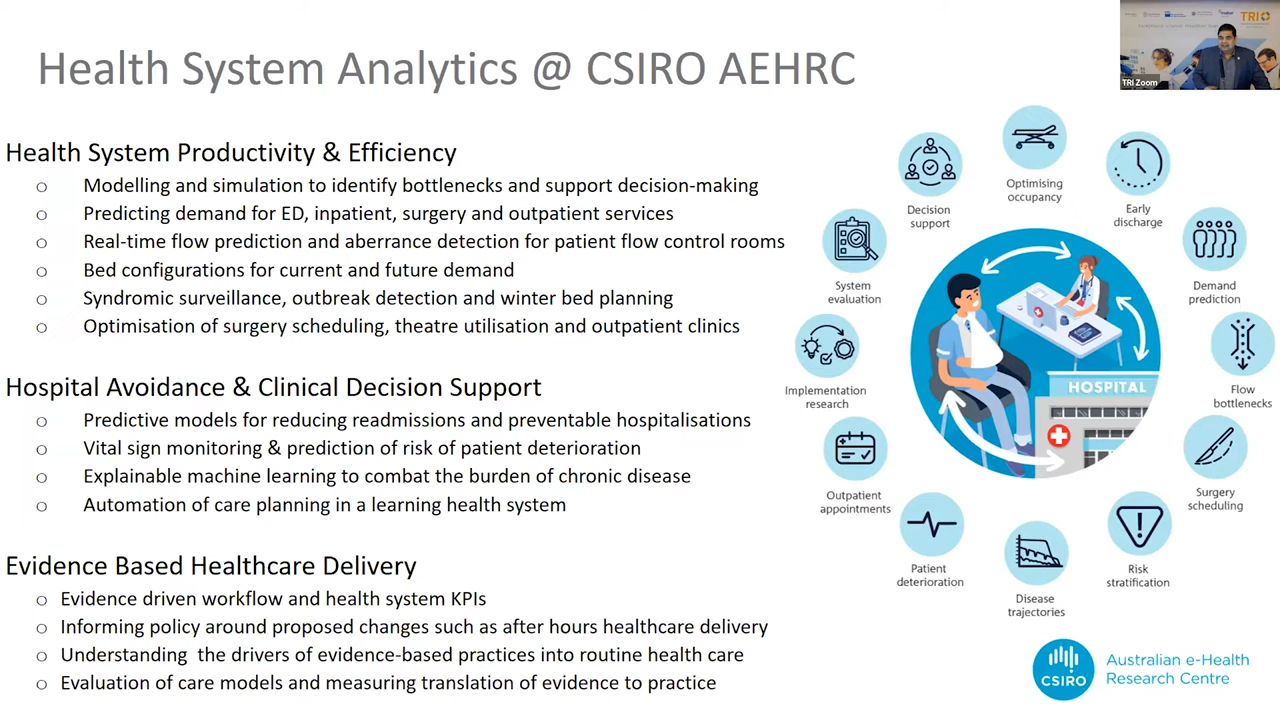 Health System Analytics @ CSIRO AEHRC
TRI
TRI Zoom
Health System Productivity & Efficiency
o Modelling and simulation to identify bottlenecks and support decision-making
o Predicting demand for ED, inpatient, surgery and outpatient services
o Real-time flow prediction and aberrance detection for patient flow control rooms
o Bed configurations for current and future demand
o Syndromic surveillance, outbreak detection and winter bed planning
o Optimisation of surgery scheduling, theatre utilisation and outpatient clinics
Hospital Avoidance & Clinical Decision Support
o Predictive models for reducing readmissions and preventable hospitalisations
o Vital sign monitoring & prediction of risk of patient deterioration
o Explainable machine learning to combat the burden of chronic disease
o Automation of care planning in a learning health system
Evidence Based Healthcare Delivery
o Evidence driven workflow and health system KPIs
o Informing policy around proposed changes such as after hours healthcare delivery
o Understanding the drivers of evidence-based practices into routine health care
o Evaluation of care models and measuring translation of evidence to practice
Optimising
occupancy
Early
discharge
Demand
prediction
Flow
bottlenecks
Surgery
scheduling
Risk
stratification
Disease
trajectories
Patient
deterioration
Outpatient
appointments
Implementation
research
System
evaluation
Decision
support
HOSPITAL
CSIRO
Australian e-Health
Research Centre